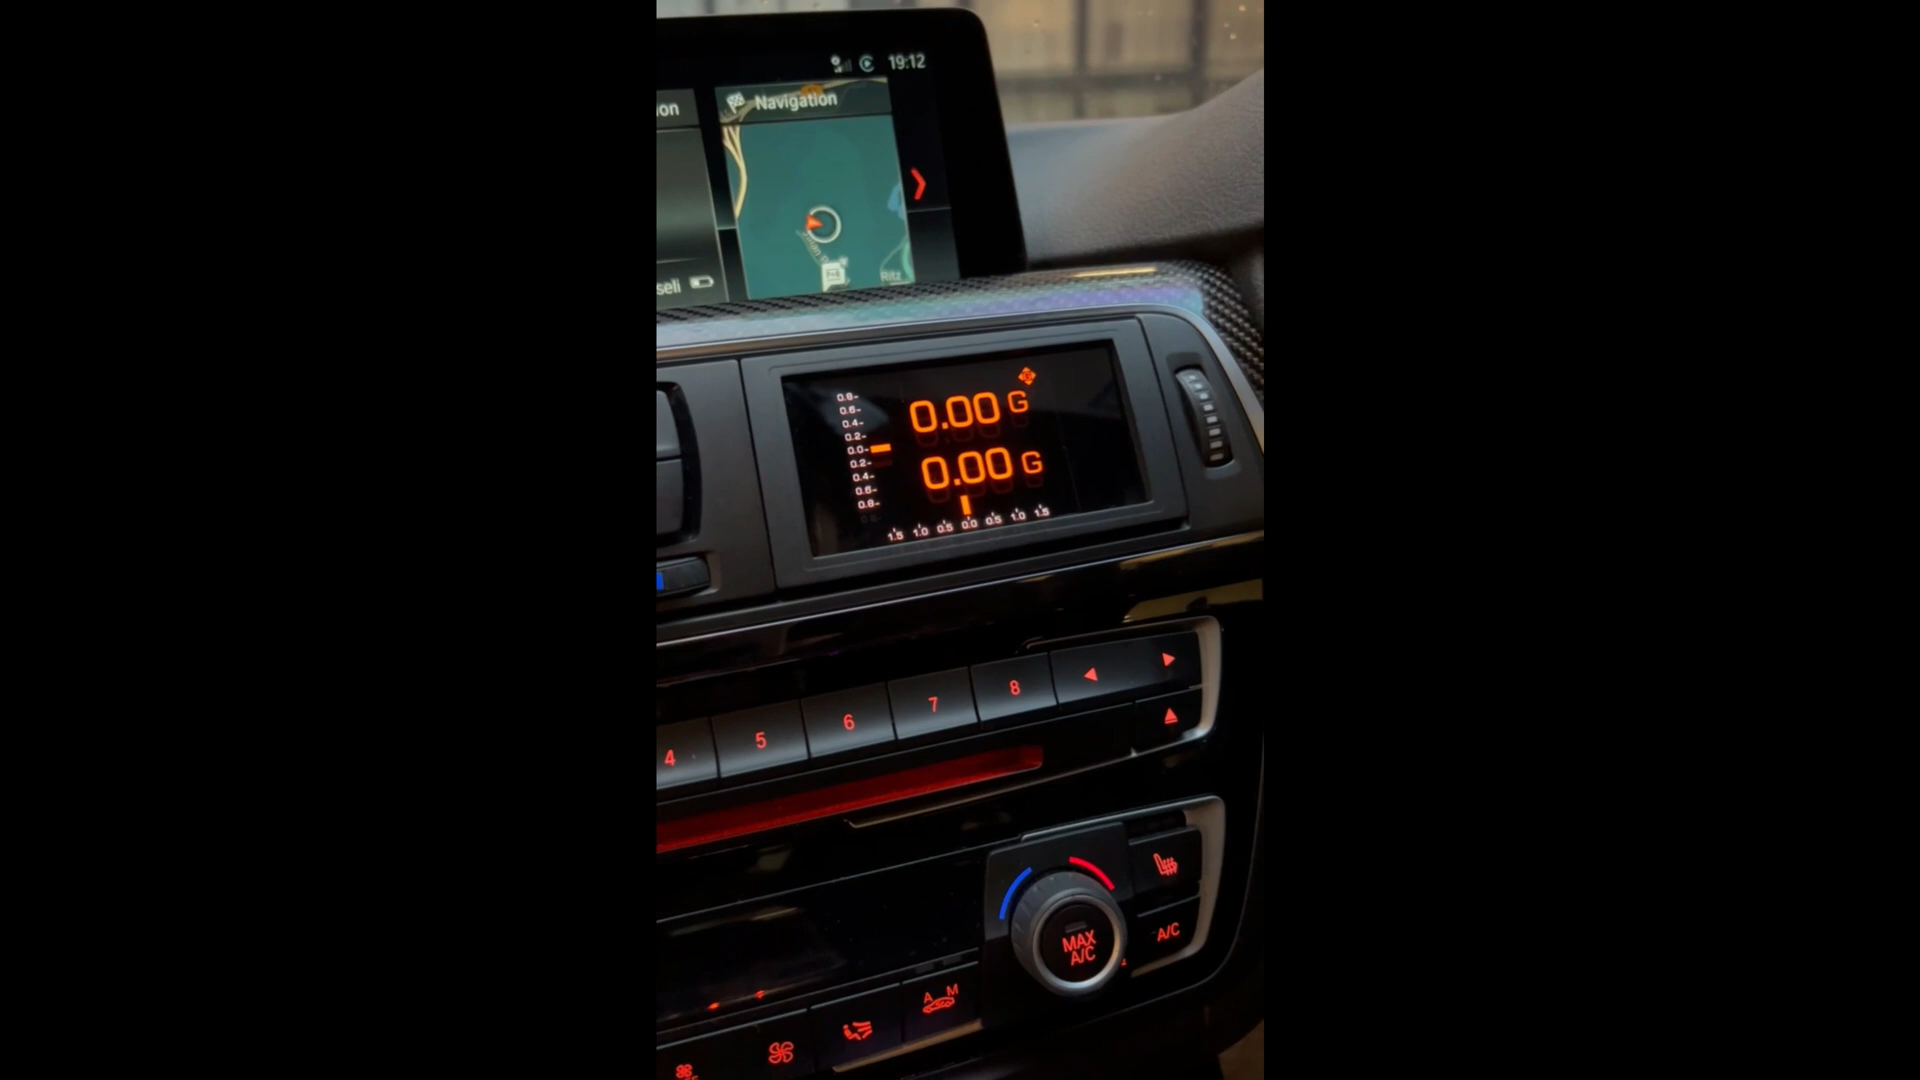 19:12
on
Navigation
Ritz
seli
0.8-
0.6-
0.4-
0.2-
0.0-
0.2-
0.4-
0.6-
0.8-
0.00 G
0.00 G
1.5 1.0 0.5 0.0 0.5 1.0 1.5
4 5 6 7 8
MAX
A/C
A/C
A M